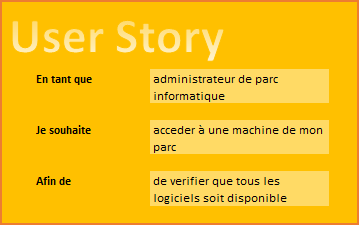 User Story
En tant que administrateur de parc
informatique
Je souhaite acceder à une machine de mon
parc
Afin de de verifier que tous les
logiciels soit disponible